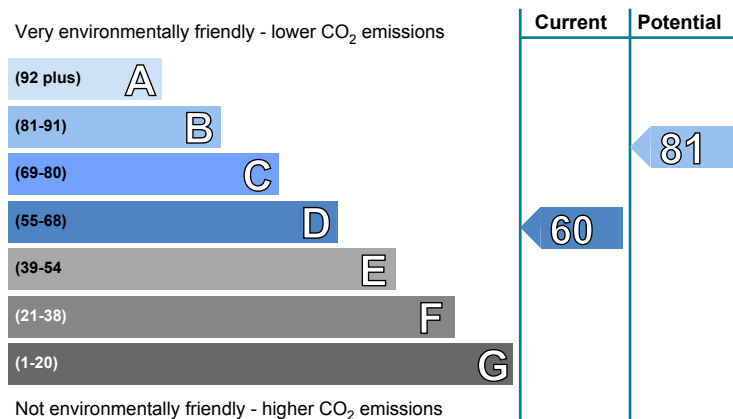 Current Potential
Very environmentally friendly - lower CO₂ emissions
(92 plus) A
(81-91) B
81
(69-80) C
(55-68) D
60
(39-54 E
(21-38) F
(1-20) G
Not environmentally friendly - higher CO₂ emissions